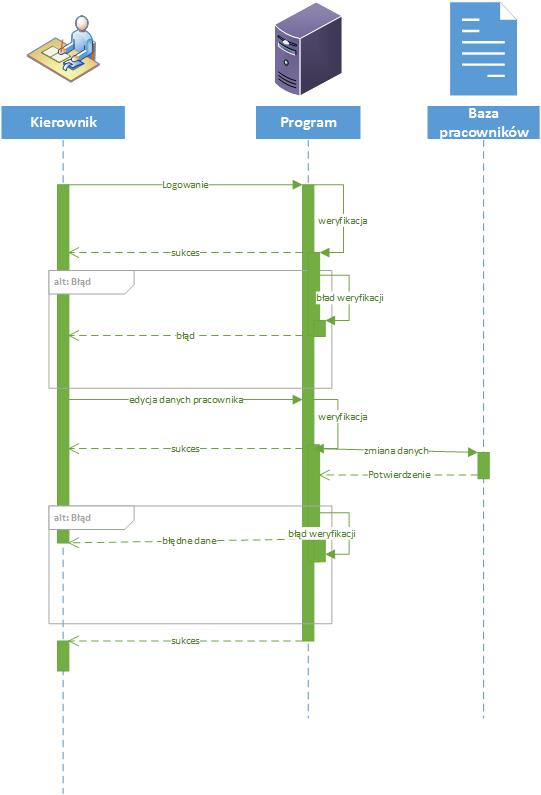 Kierownik
Program
Baza
pracowników
Logowanie
weryfikacja
sukces
alt: Błąd
bład weryfikacji
błąd
edycja danych pracownika
weryfikacja
sukces
zmiana danych
Potwierdzenie
alt: Błąd
błąd weryfikacji
błędne dane
sukces